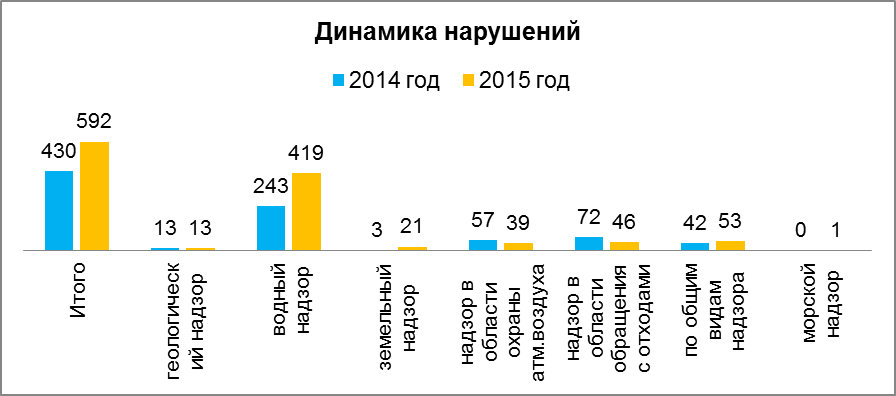 Динамика нарушений
2014 год 2015 год
430 592
13 13
243 419
3 21
57 39
72 46
42 53
0 1
Итого
геологическ
ий надзор
водный
надзор
земельный
надзор
надзор в
области
охраны
атм.воздуха
надзор в
области
обращения
с отходами
по общим
видам
надзора
морской
надзор